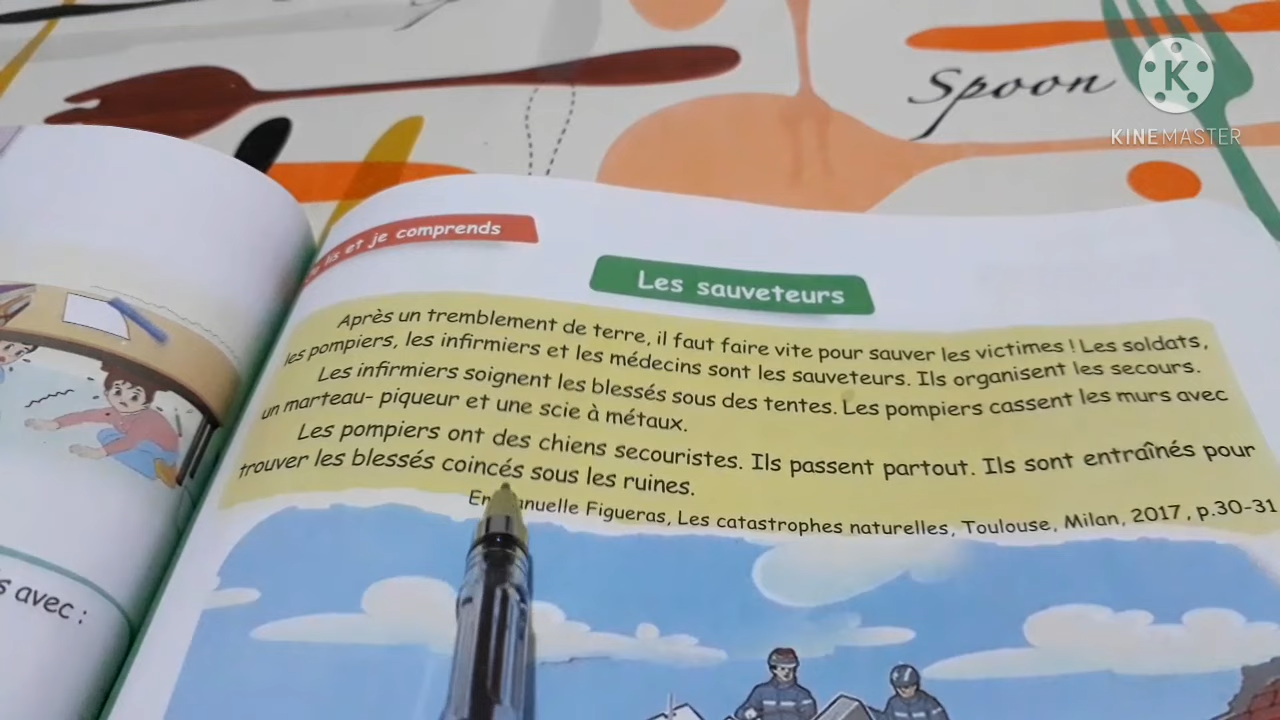 Spoon
KINEMASTER
lis et je comprends
Les sauveteurs
Après un tremblement de terre, il faut faire vite pour sauver les victimes ! Les soldats,
les pompiers, les infirmiers et les médecins sont les sauveteurs. Ils organisent les secours.
Les infirmiers soignent les blessés sous des tentes. Les pompiers cassent les murs avec
un marteau- piqueur et une scie à métaux.
Les pompiers ont des chiens secouristes. Ils passent partout. Ils sont entraînés pour
trouver les blessés coincés sous les ruines.
Figueras, Les catastrophes naturelles, Toulouse, Milan, 2017, p.30-31
avec :